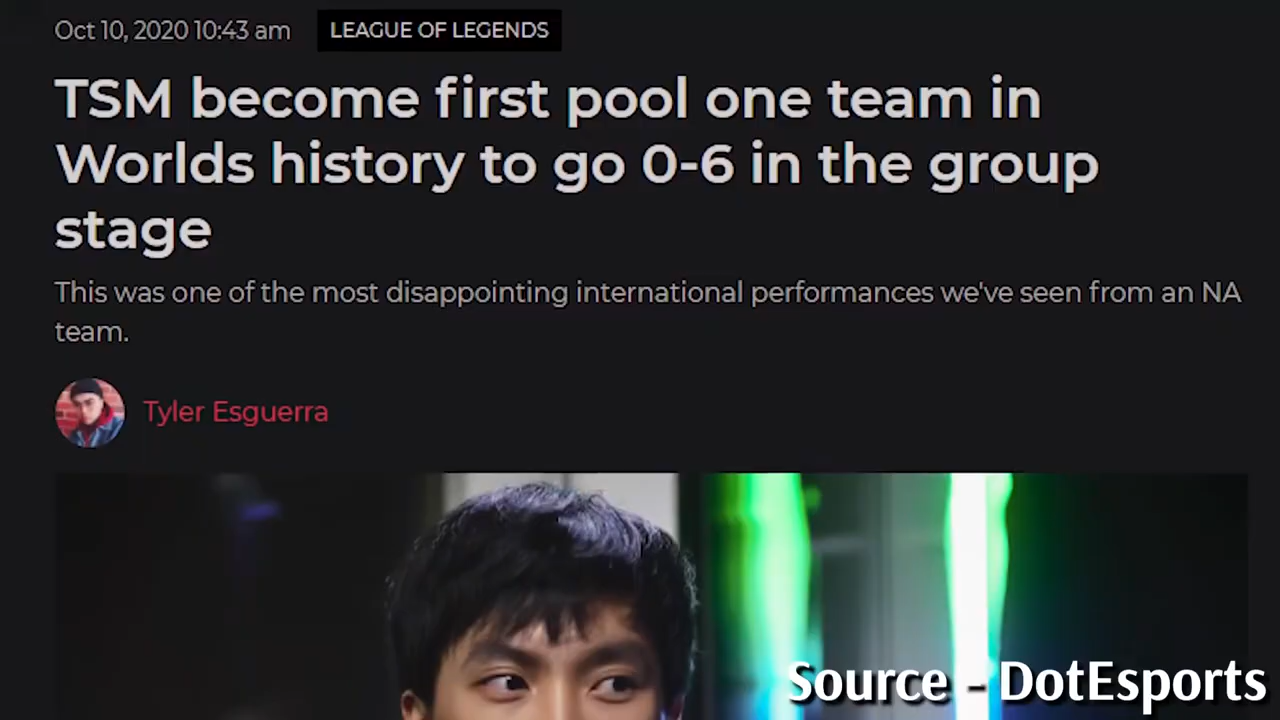 Oct 10, 2020 10:43 am
LEAGUE OF LEGENDS
TSM become first pool one team in
Worlds history to go 0-6 in the group
stage
This was one of the most disappointing international performances we've seen from an NA
team.
Tyler Esguerra
Source - DotEsports